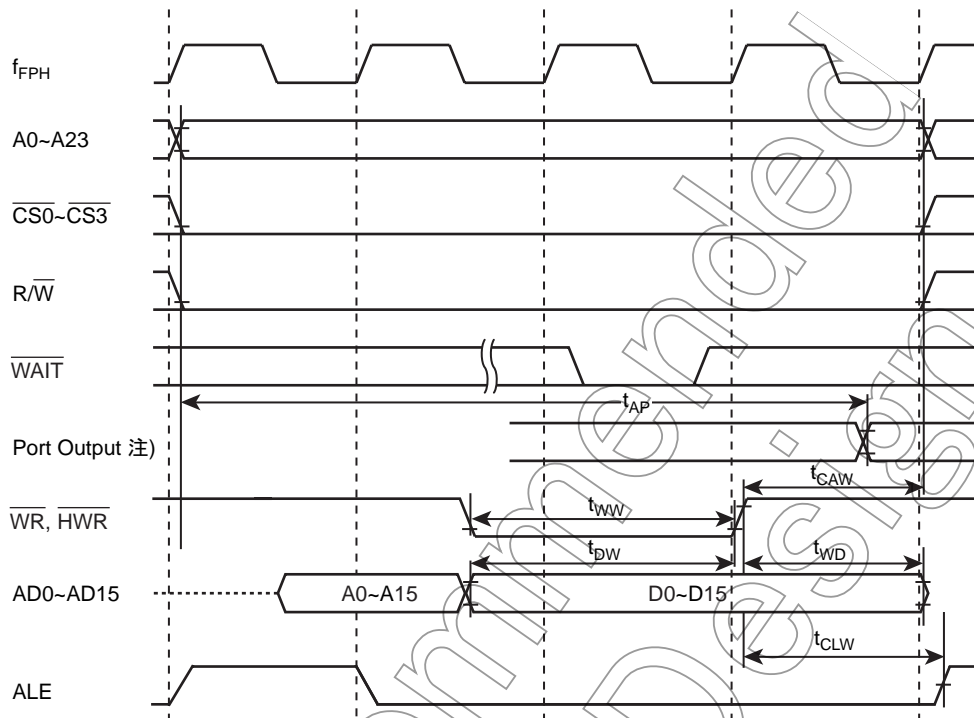 fFPH
A0~A23
CS0~CS3
R/W
WAIT
tAP
Port Output 注)
tCAW
WR, HWR
tWW
tDW
tWD
AD0~AD15
A0~A15
D0~D15
tCLW
ALE